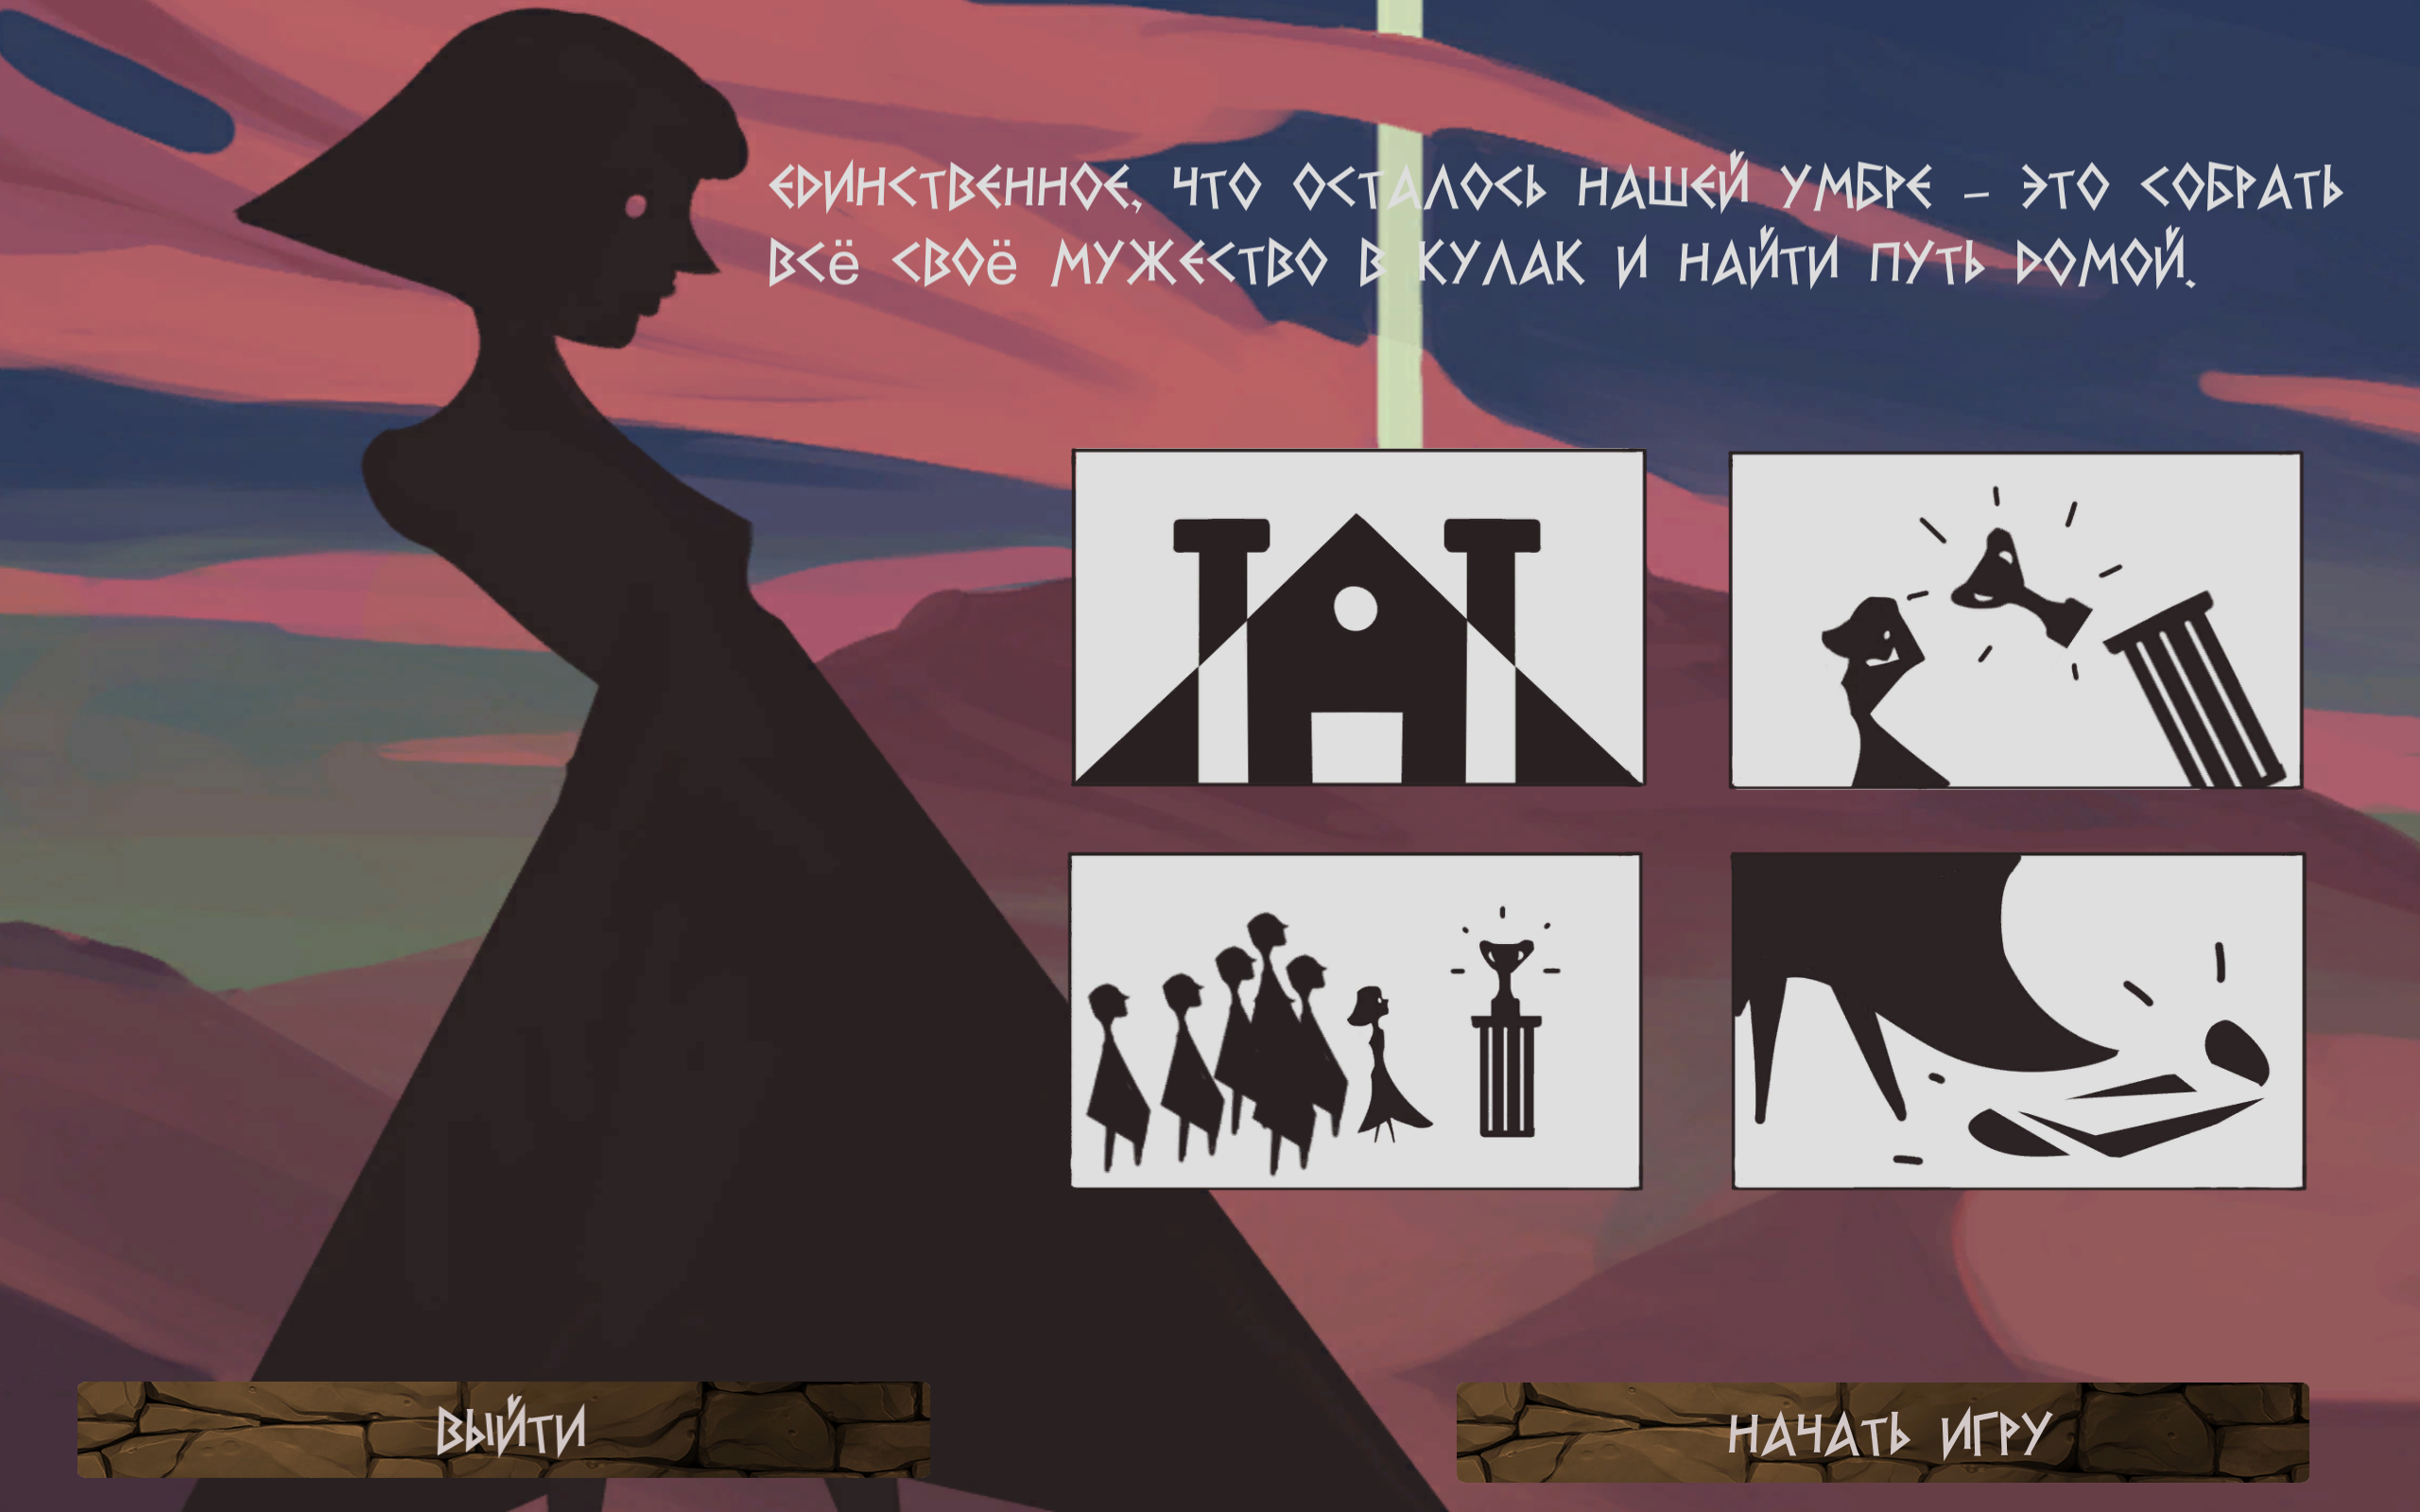 ЕДИНСТВЕННОЕ, ЧТО ОСТАЛОСЬ НАШЕЙ УМБРЕ – ЭТО СОБРАТЬ
ВСё СВОё МУЖЕСТВО В КУЛАК И НАЙТИ ПУТЬ ДОМОЙ.
ВЫЙТИ
НАЧАТЬ ИГРУ